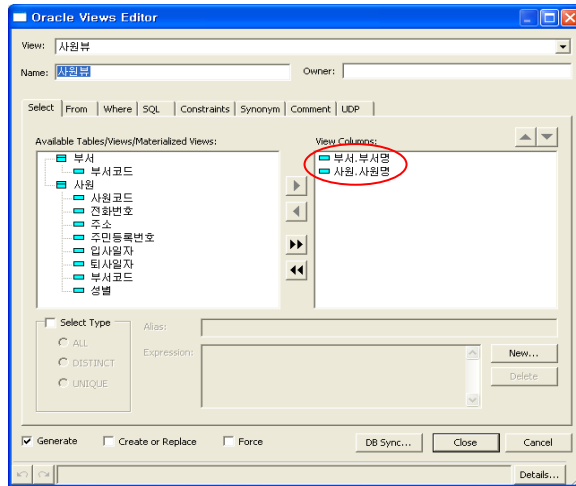 Oracle Views Editor
View: 사원뷰
Name: 사원뷰 Owner:
Select From Where SQL Constraints Synonym Comment UDP
Available Tables/Views/Materialized Views: View Columns:
부서 부서.부서명
부서코드 사원.사원명
사원
사원코드
전화번호
주소
주민등록번호
입사일자
퇴사일자
부서코드
성별
Select Type Alias:
ALL Expression: New...
DISTINCT Delete
UNIQUE
Generate Create or Replace Force DB Sync... Close Cancel
Details...